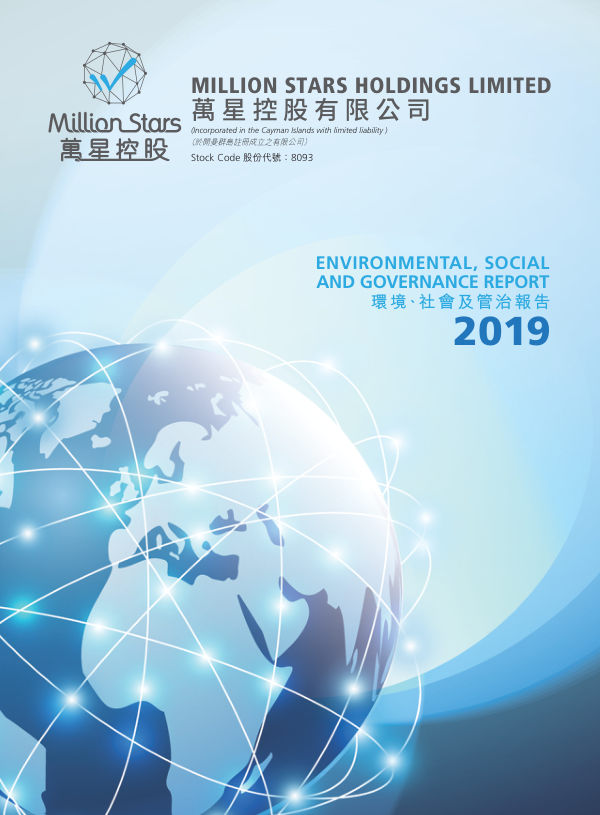 Million Stars
萬星控股
MILLION STARS HOLDINGS LIMITED
萬星控股有限公司
(Incorporated in the Cayman Islands with limited liability )
（於開曼群島註冊成立之有限公司）
Stock Code 股份代號：8093
ENVIRONMENTAL, SOCIAL
AND GOVERNANCE REPORT
環境、社會及管治報告
2019